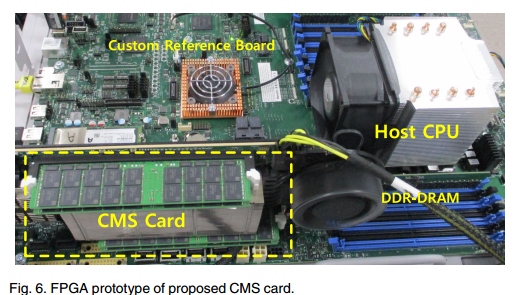 Custom Reference Board
Host CPU
CMS Card
DDR-DRAM
Fig. 6. FPGA prototype of proposed CMS card.